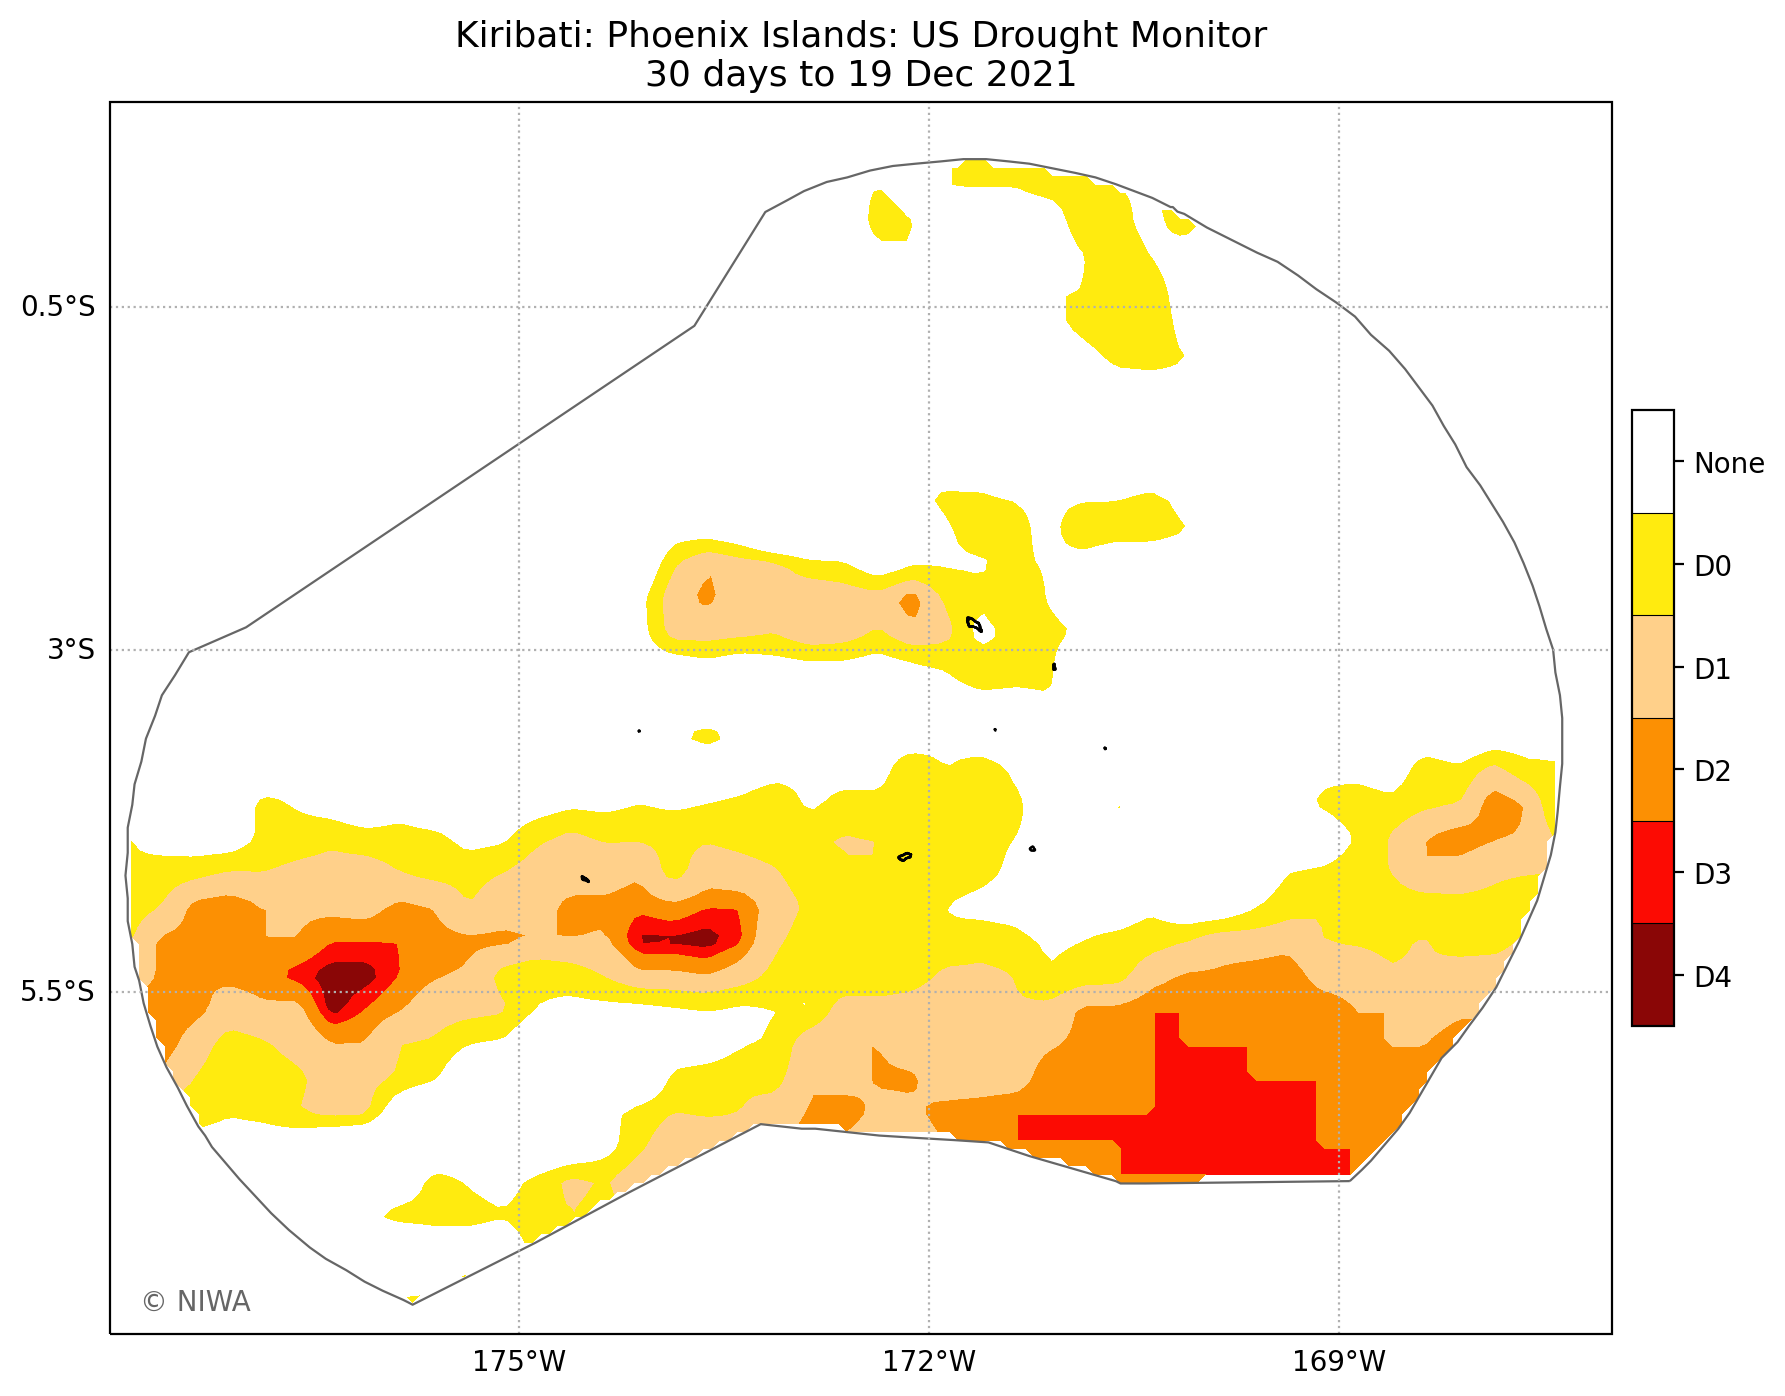 Kiribati: Phoenix Islands: US Drought Monitor
30 days to 19 Dec 2021
0.5°S
3°S
5.5°S
175°W
172°W
169°W
None
D0
D1
D2
D3
D4
© NIWA